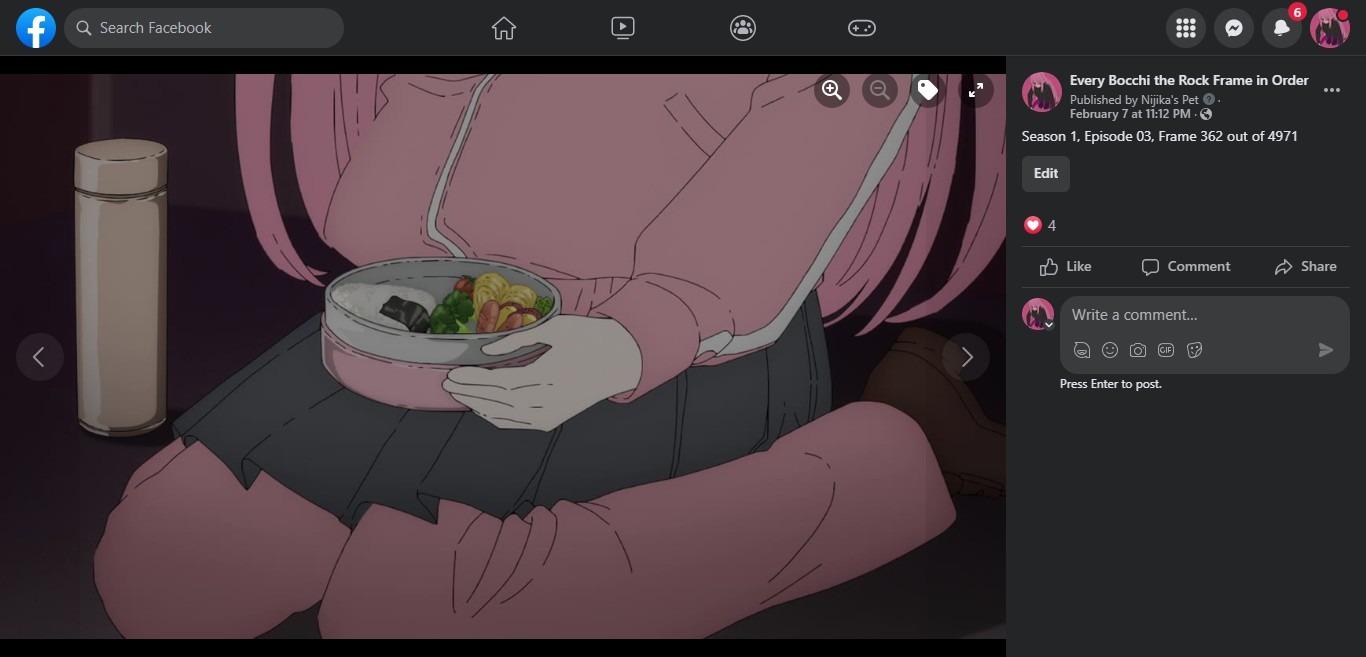 Search Facebook
6
Every Bocchi the Rock Frame in Order
Published by Nijika's Pet ·
February 7 at 11:12 PM ·
Season 1, Episode 03, Frame 362 out of 4971
Edit
4
Like Comment Share
Write a comment...
GIF
Press Enter to post.